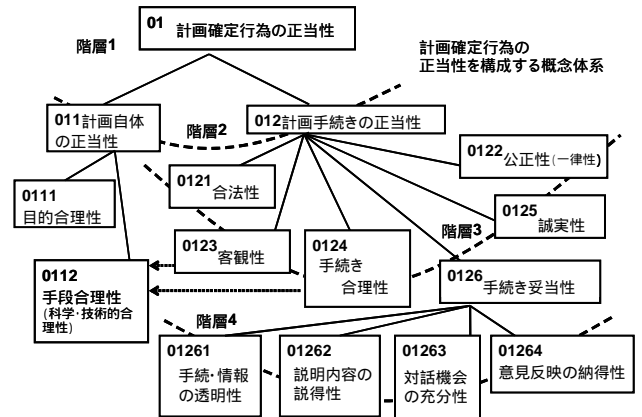 01 計画確定行為の正当性
階層1
計画確定行為の
正当性を構成する概念体系
011計画自体
の正当性
階層2
012計画手続きの正当性
0122
公正性(一律性)
0121
合法性
0111
目的合理性
0125
誠実性
0123
客観性
0124
手続き
合理性
階層3
0112
手段合理性
(科学・技術的合
理性)
0126
手続き妥当性
階層4
01261
手続・情報
の透明性
01262
説明内容の
説得性
01263
対話機会
の充分性
01264
意見反映の納得性